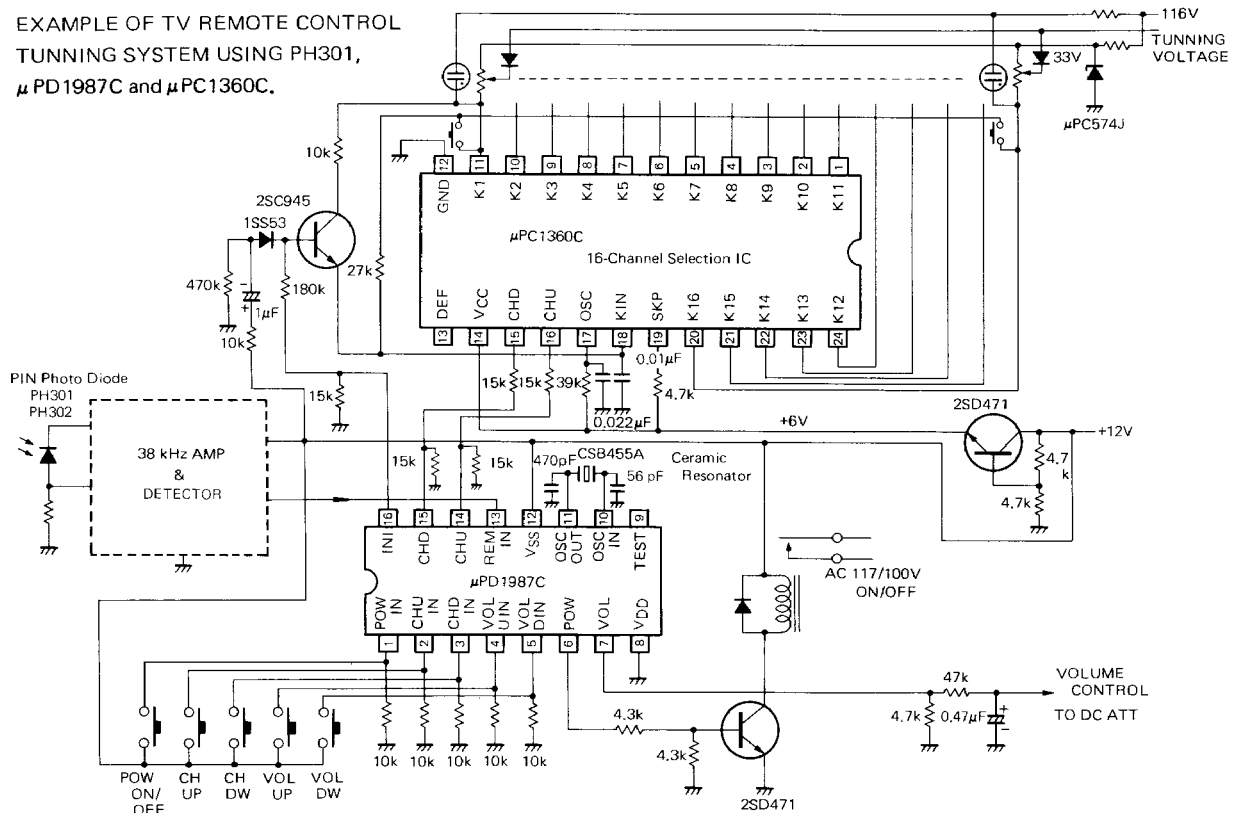 EXAMPLE OF TV REMOTE CONTROL
TUNNING SYSTEM USING PH301,
μPD1987C and μPC1360C.
116V
TUNNING
VOLTAGE
33V
μPC574J
10k
2SC945
1SS53
470k
1μF
180k
27k
10k
15k
12 11 10 9 8 7 6 5 4 3 2 1
GND K1 K2 K3 K4 K5 K6 K7 K8 K9 K10 K11
μPC1360C
16-Channel Selection IC
DEF VCC CHD CHU OSC KIN SKP K16 K15 K14 K13 K12
13 14 15 16 17 18 19 20 21 22 23 24
0.01μF
15k 15k 39k 4.7k
0.022μF
+6V
2SD471
+12V
4.7
k
4.7k
PIN Photo Diode
PH301
PH302
38 kHz AMP
&
DETECTOR
15k 15k
470pF CSB455A
56 pF
Ceramic
Resonator
16 15 14 13 12 11 10 9
INI CHD CHU REM IN VSS OSC OUT OSC IN TEST
μPD1987C
POW IN CHU IN CHD IN VOL UIN VOL DIN POW VOL VDD
1 2 3 4 5 6 7 8
AC 117/100V
ON/OFF
10k 10k 10k 10k 10k
4.3k
4.3k
2SD471
47k
4.7k
0.47μF
+
-
VOLUME
CONTROL
TO DC ATT
POW
ON/
OFF
CH
UP
CH
DW
VOL
UP
VOL
DW